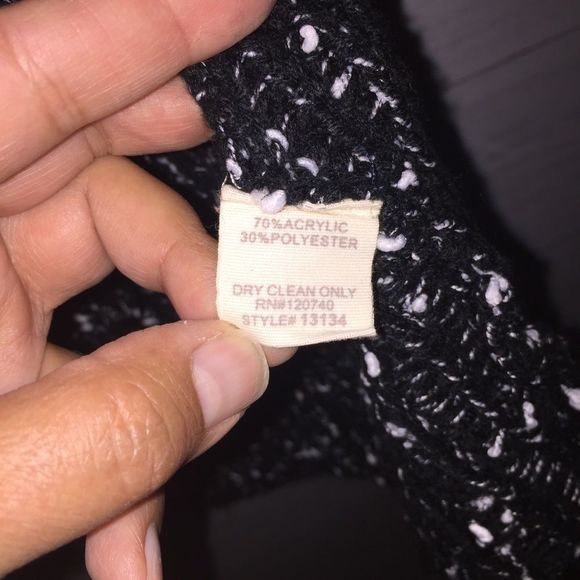 70%ACRYLIC
30%POLYESTER
DRY CLEAN ONLY
RN#120740
STYLE# 13134